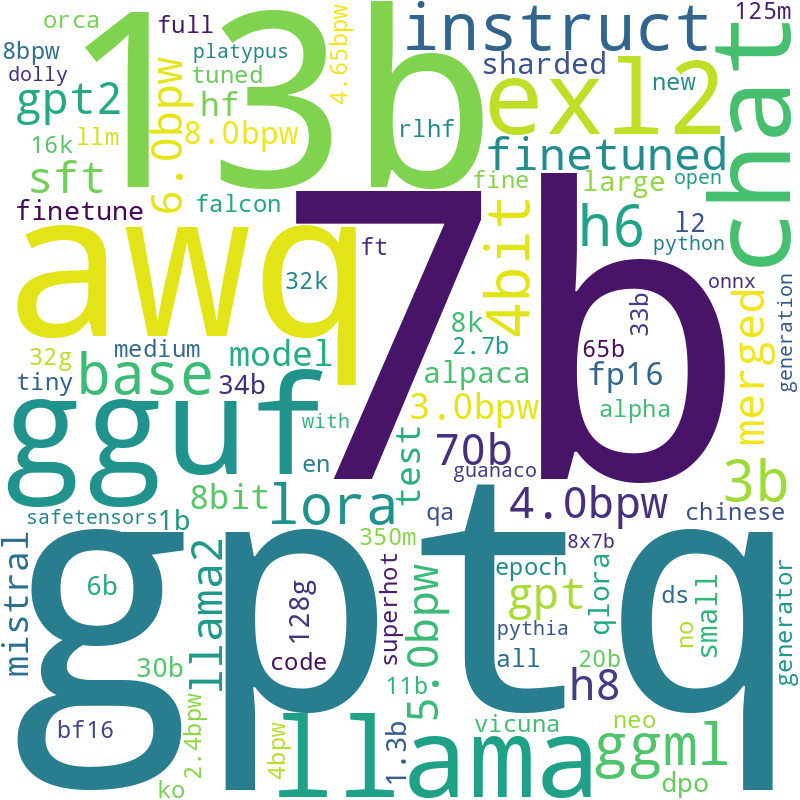 orca
full
13b
instruct
125m
8bpw
platypus
4.65bpw
sharded
chat
dolly
tuned
exl2
new
gpt2
6.0bpw
hf
16k
llm
8.0bpw
rlhf
finetuned
sft
fine
large
open
finetune
falcon
7b
4bit
h6
l2
awq
ft
python
32k
33b
onnx
generation
merged
32g
medium
model
8k
2.7b
65b
tiny
base
34b
alpaca
fp16
gguf
with
3.0bpw
alpha
test
70b
en
guanaco
3b
8bit
lora
4.0bpw
safetensors
1b
qa
chinese
gptq
mistral
llama2
350m
8x7b
6b
128g
superhot
5.0bpw
epoch
gpt
qlora
ds
small
generator
pythia
no
code
all
20b
30b
11b
h8
bf16
2.4bpw
llama
vicuna
neo
ggml
4bpw
1.3b
ko
dpo